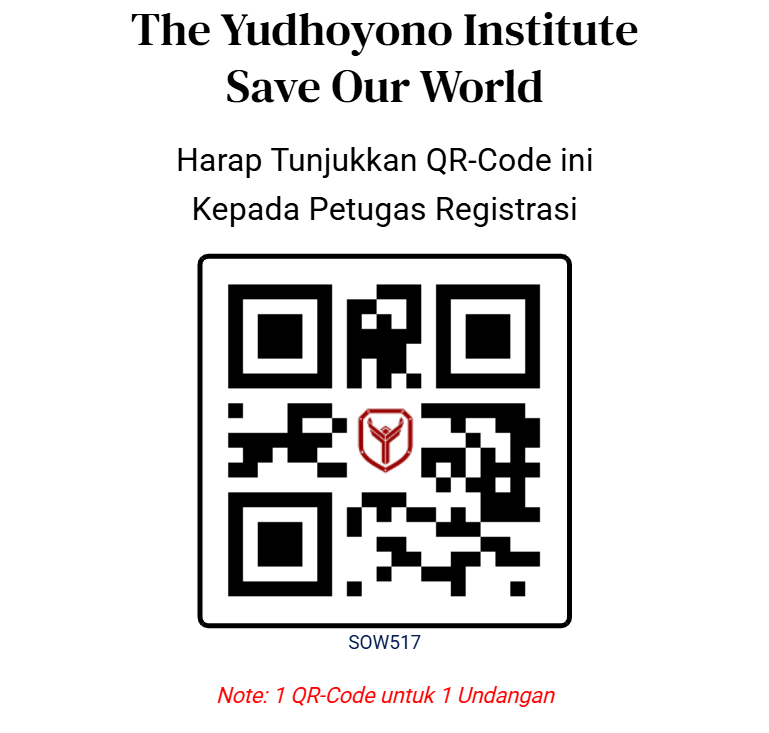 The Yudhoyono Institute
Save Our World
Harap Tunjukkan QR-Code ini
Kepada Petugas Registrasi
SOW517
Note: 1 QR-Code untuk 1 Undangan